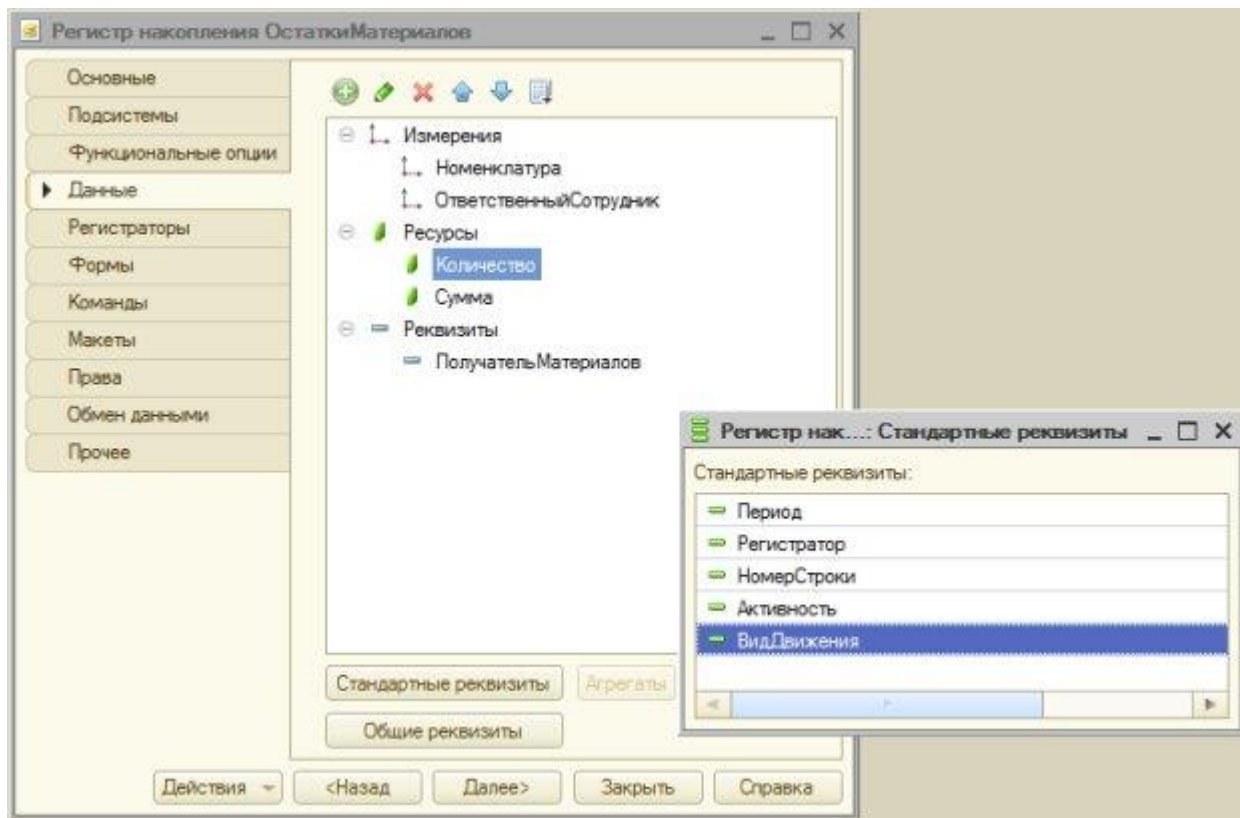 Регистр накопления ОстаткиМатериалов
Основные
Подсистемы
Функциональные опции
Данные
Регистраторы
Формы
Команды
Макеты
Права
Обмен данными
Прочее
Измерения
Номенклатура
ОтветственныйСотрудник
Ресурсы
Количество
Сумма
Реквизиты
ПолучательМатериалов
Стандартные реквизиты
Агрегаты
Общие реквизиты
Действия
<Назад
Далее>
Закрыть
Справка
Регистр нак...: Стандартные реквизиты
Стандартные реквизиты:
Период
Регистратор
НомерСтроки
Активность
ВидДвижения